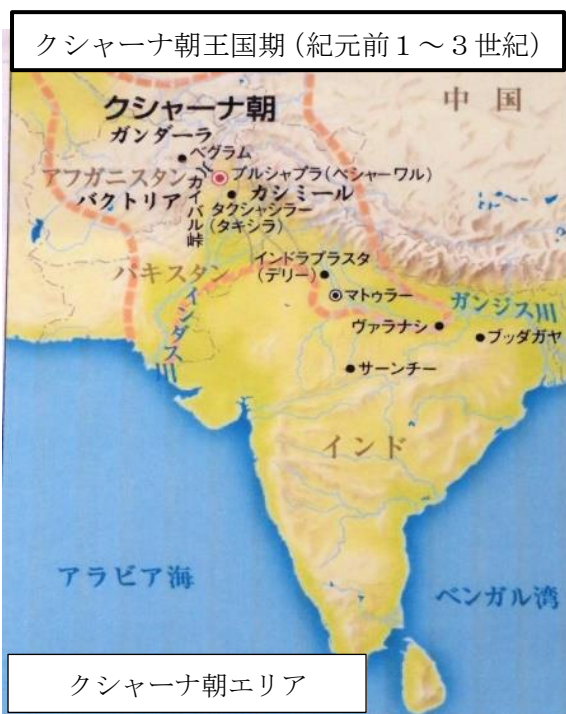 クシャーナ朝王国期(紀元前1～3世紀)
中国
クシャーナ朝
ガンダーラ
ベグラム
プルシャプラ(ペシャーワル)
アフガニスタン
カイバル峠
カシミール
バクトリア
タクシャシラー
(タキシラ)
パキスタン
インドラプラスタ
(デリー)
マトゥラー
インダス川
ガンジス川
ヴァラナシ
ブッダガヤ
サーンチー
インド
アラビア海
ベンガル湾
クシャーナ朝エリア